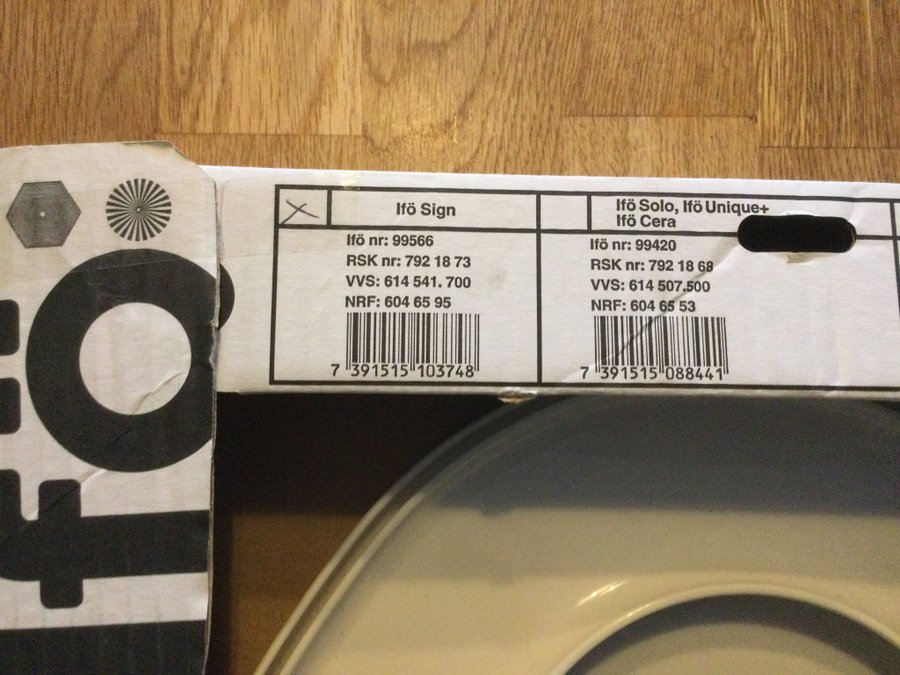 Ifö
Ifö Sign
Ifö nr: 99566
RSK nr: 792 18 73
VVS: 614 541. 700
NRF: 604 65 95
7 391515 103748
Ifö Solo, Ifö Unique+
Ifö Cera
Ifö nr: 99420
RSK nr: 792 18 68
VVS: 614 507.500
NRF: 604 65 53
7 391515 088441